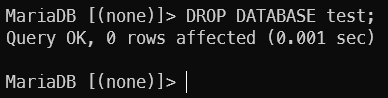 MariaDB [(none)]> DROP DATABASE test;
Query OK, 0 rows affected (0.001 sec)
MariaDB [(none)]>